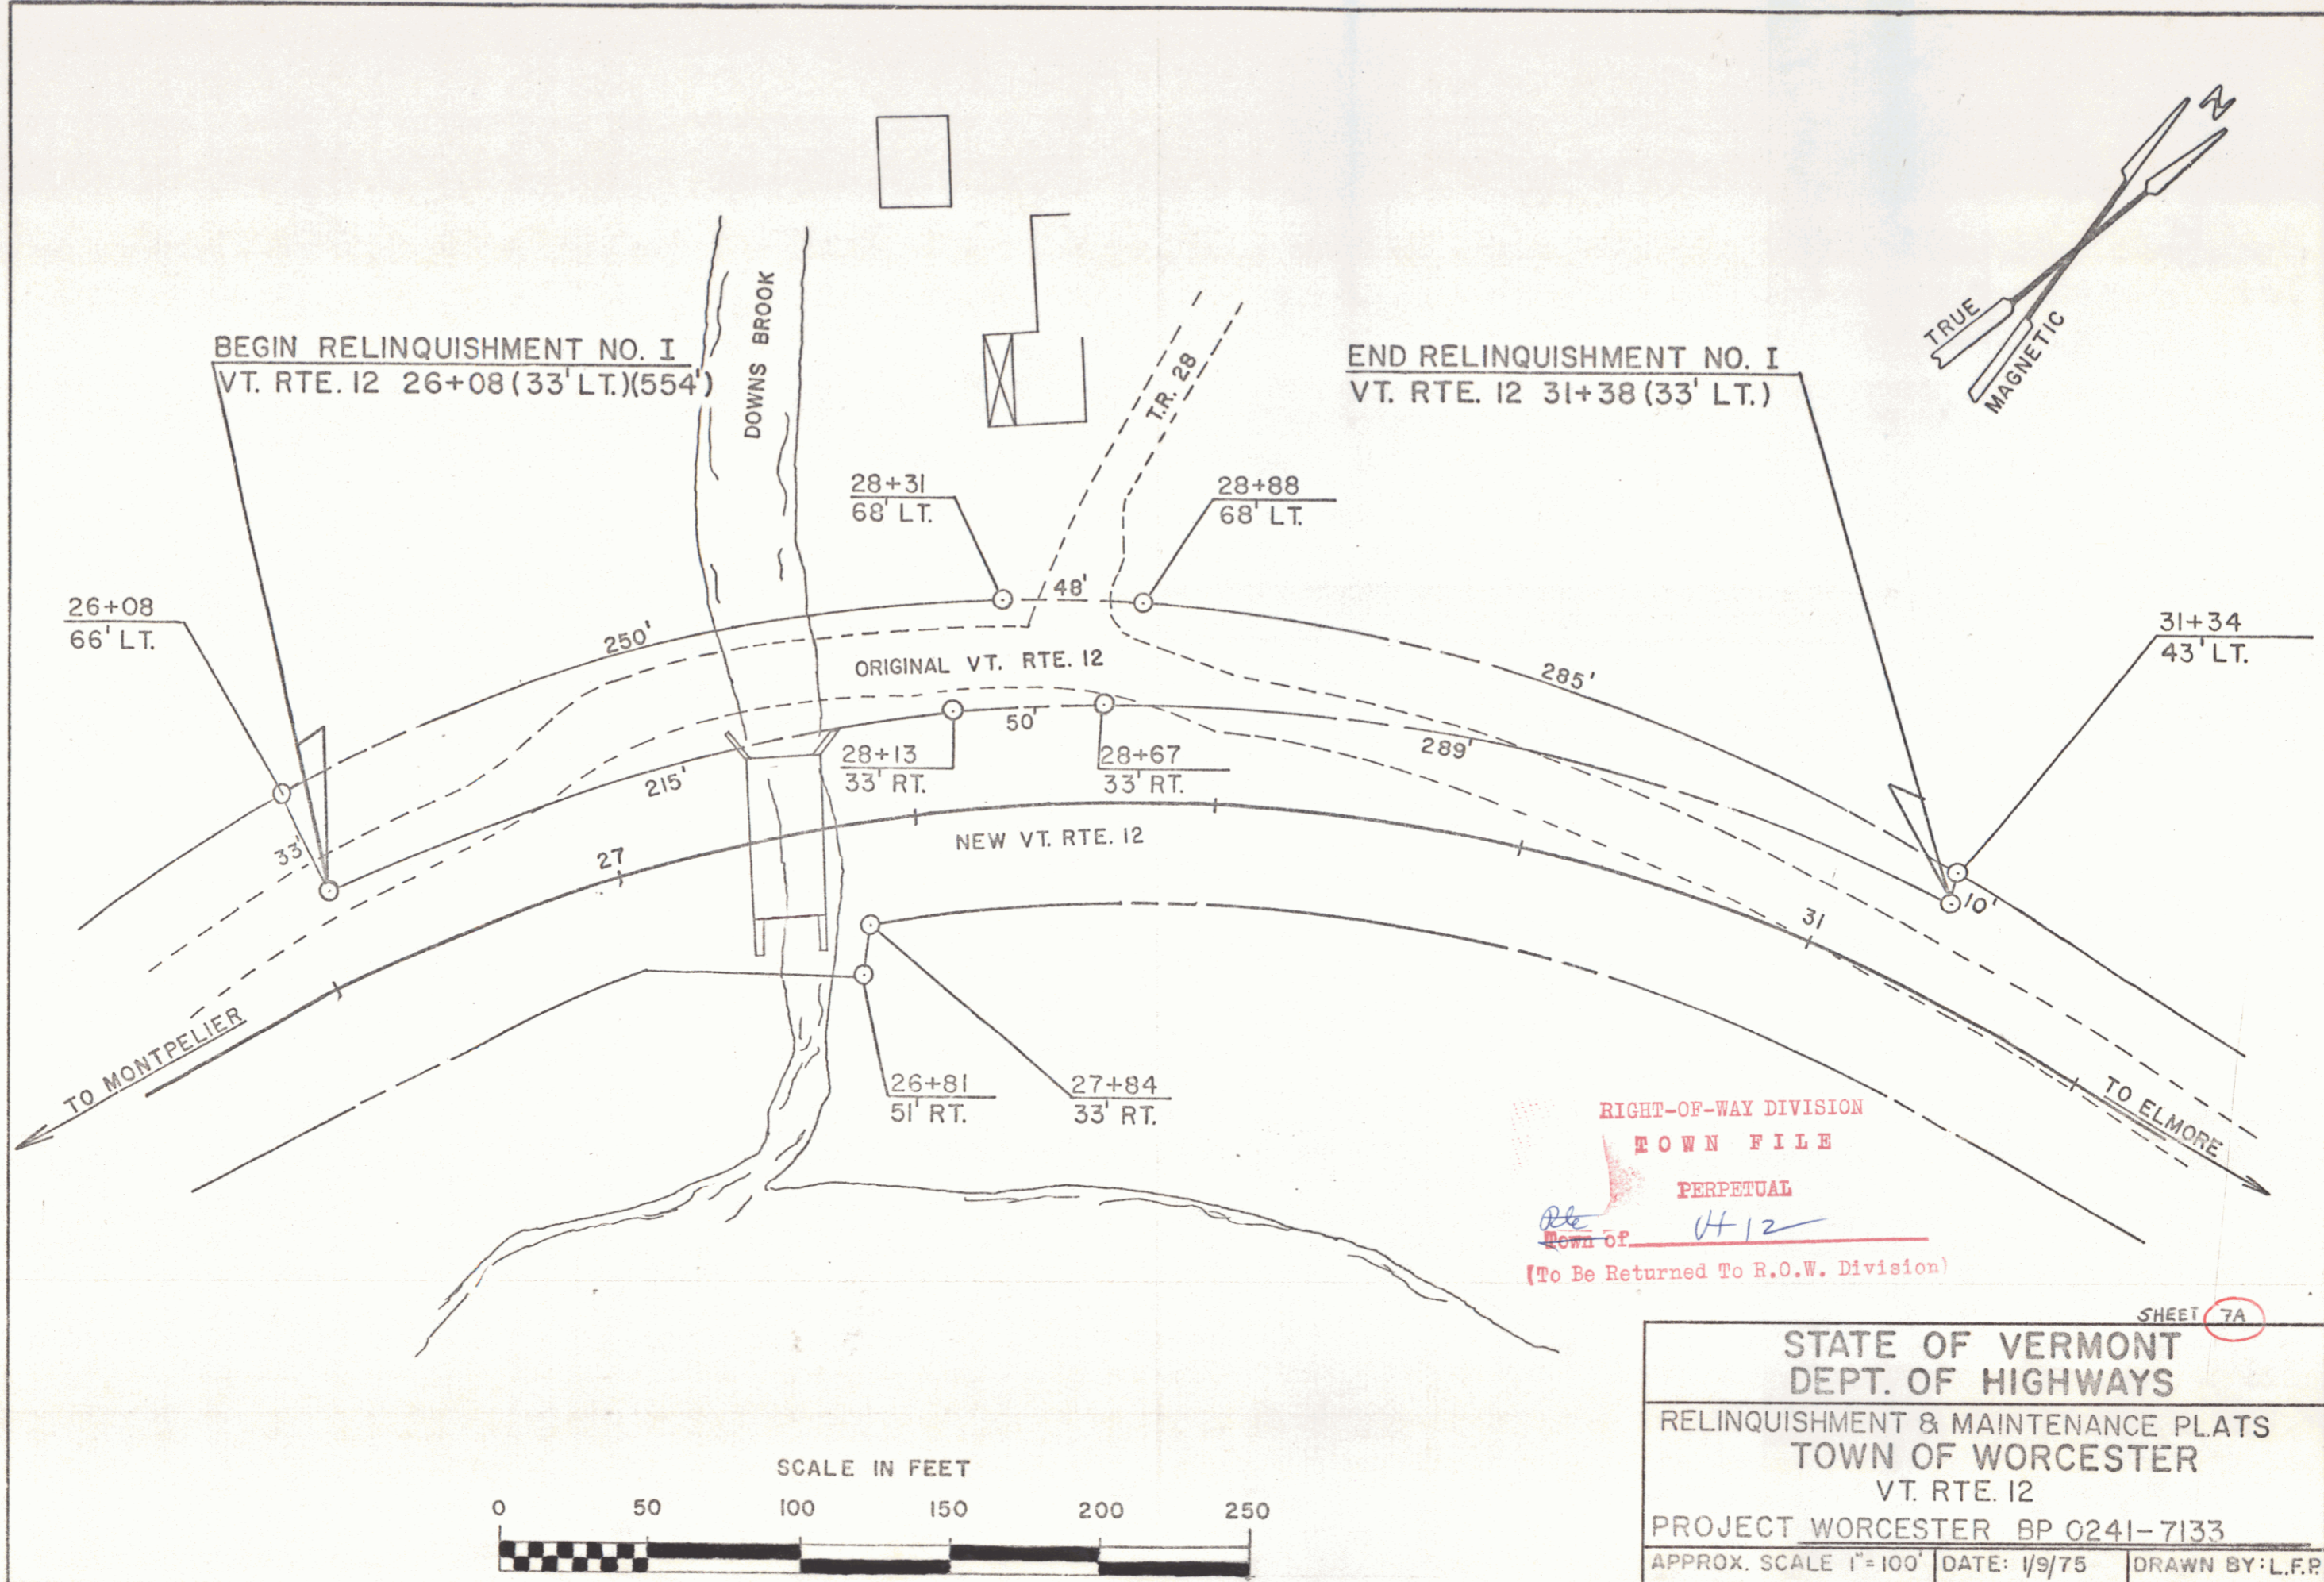 N
TRUE
MAGNETIC
BEGIN RELINQUISHMENT NO. I
VT. RTE. 12 26+08 (33' LT.)(554')
DOWNS BROOK
T.R. 28
END RELINQUISHMENT NO. I
VT. RTE. 12 31+38 (33' LT.)
28+31
68' LT.
28+88
68' LT.
26+08
66' LT.
31+34
43' LT.
250'
48'
285'
ORIGINAL VT. RTE. 12
50'
289'
215'
28+13
33' RT.
28+67
33' RT.
33'
27
NEW VT. RTE. 12
31
10'
TO MONTPELIER
TO ELMORE
26+81
51' RT.
27+84
33' RT.
RIGHT-OF-WAY DIVISION
TOWN FILE
PERPETUAL
Rte
Town of VT 12
(To Be Returned To R.O.W. Division)
SHEET 7A
STATE OF VERMONT
DEPT. OF HIGHWAYS
RELINQUISHMENT & MAINTENANCE PLATS
TOWN OF WORCESTER
VT. RTE. 12
PROJECT WORCESTER BP 0241-7133
APPROX. SCALE 1"=100' DATE: 1/9/75 DRAWN BY: L.F.P.
SCALE IN FEET
0 50 100 150 200 250